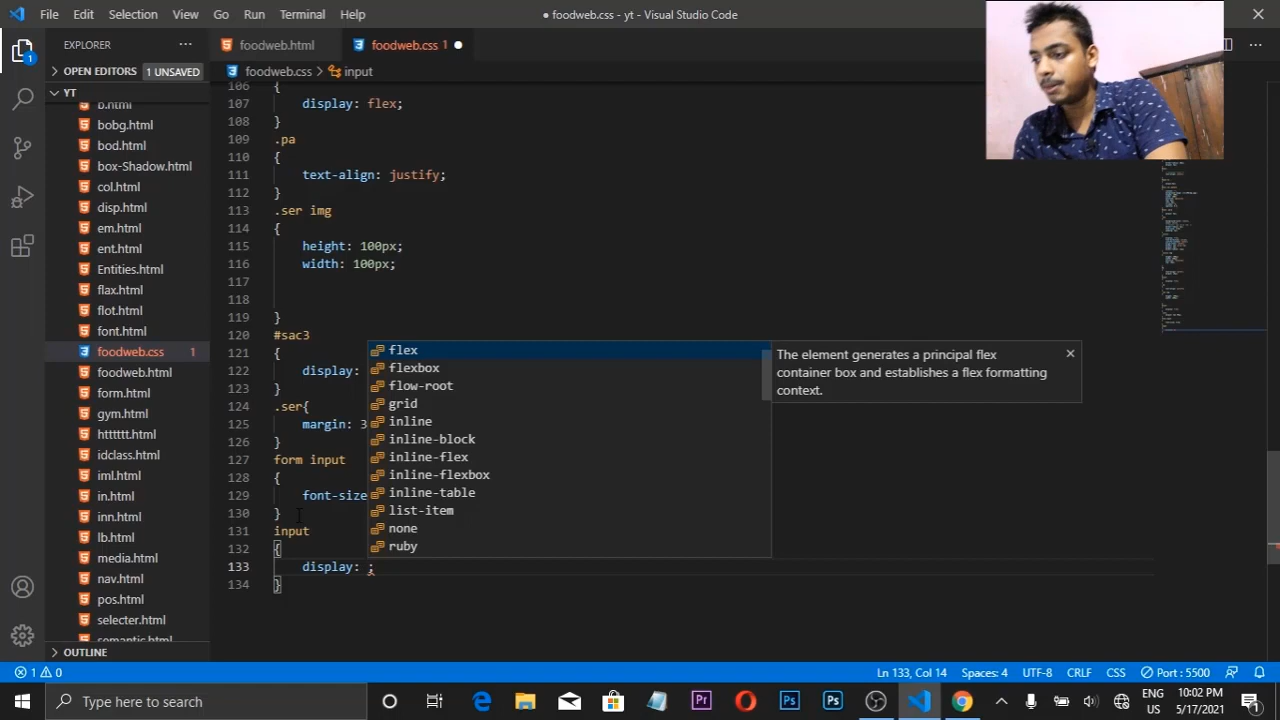 File Edit Selection View Go Run Terminal Help
● foodweb.css - yt - Visual Studio Code
EXPLORER
foodweb.html
foodweb.css 1 ●
OPEN EDITORS 1 UNSAVED
foodweb.css > input
YT
b.html
bobg.html
bod.html
box-Shadow.html
col.html
disp.html
em.html
ent.html
Entities.html
flax.html
flot.html
font.html
foodweb.css 1
foodweb.html
form.html
gym.html
httttttt.html
idclass.html
iml.html
in.html
inn.html
lb.html
media.html
nav.html
pos.html
selecter.html
semantic.html
OUTLINE
106 {
107 display: flex;
108 }
109 .pa
110 {
111 text-align: justify;
112 }
113 .ser img
114 {
115 height: 100px;
116 width: 100px;
117
118
119 }
120 #sac3
121 {
122 display:
123 }
124 .ser{
125 margin: 3
126 }
127 form input
128 {
129 font-size
130 }
131 input
132 {
133 display: ;
134 }
flex
flexbox
flow-root
grid
inline
inline-block
inline-flex
inline-flexbox
inline-table
list-item
none
ruby
The element generates a principal flex
container box and establishes a flex formatting
context.
1 0
Ln 133, Col 14 Spaces: 4 UTF-8 CRLF CSS Port : 5500
Type here to search
ENG
US
10:02 PM
5/17/2021